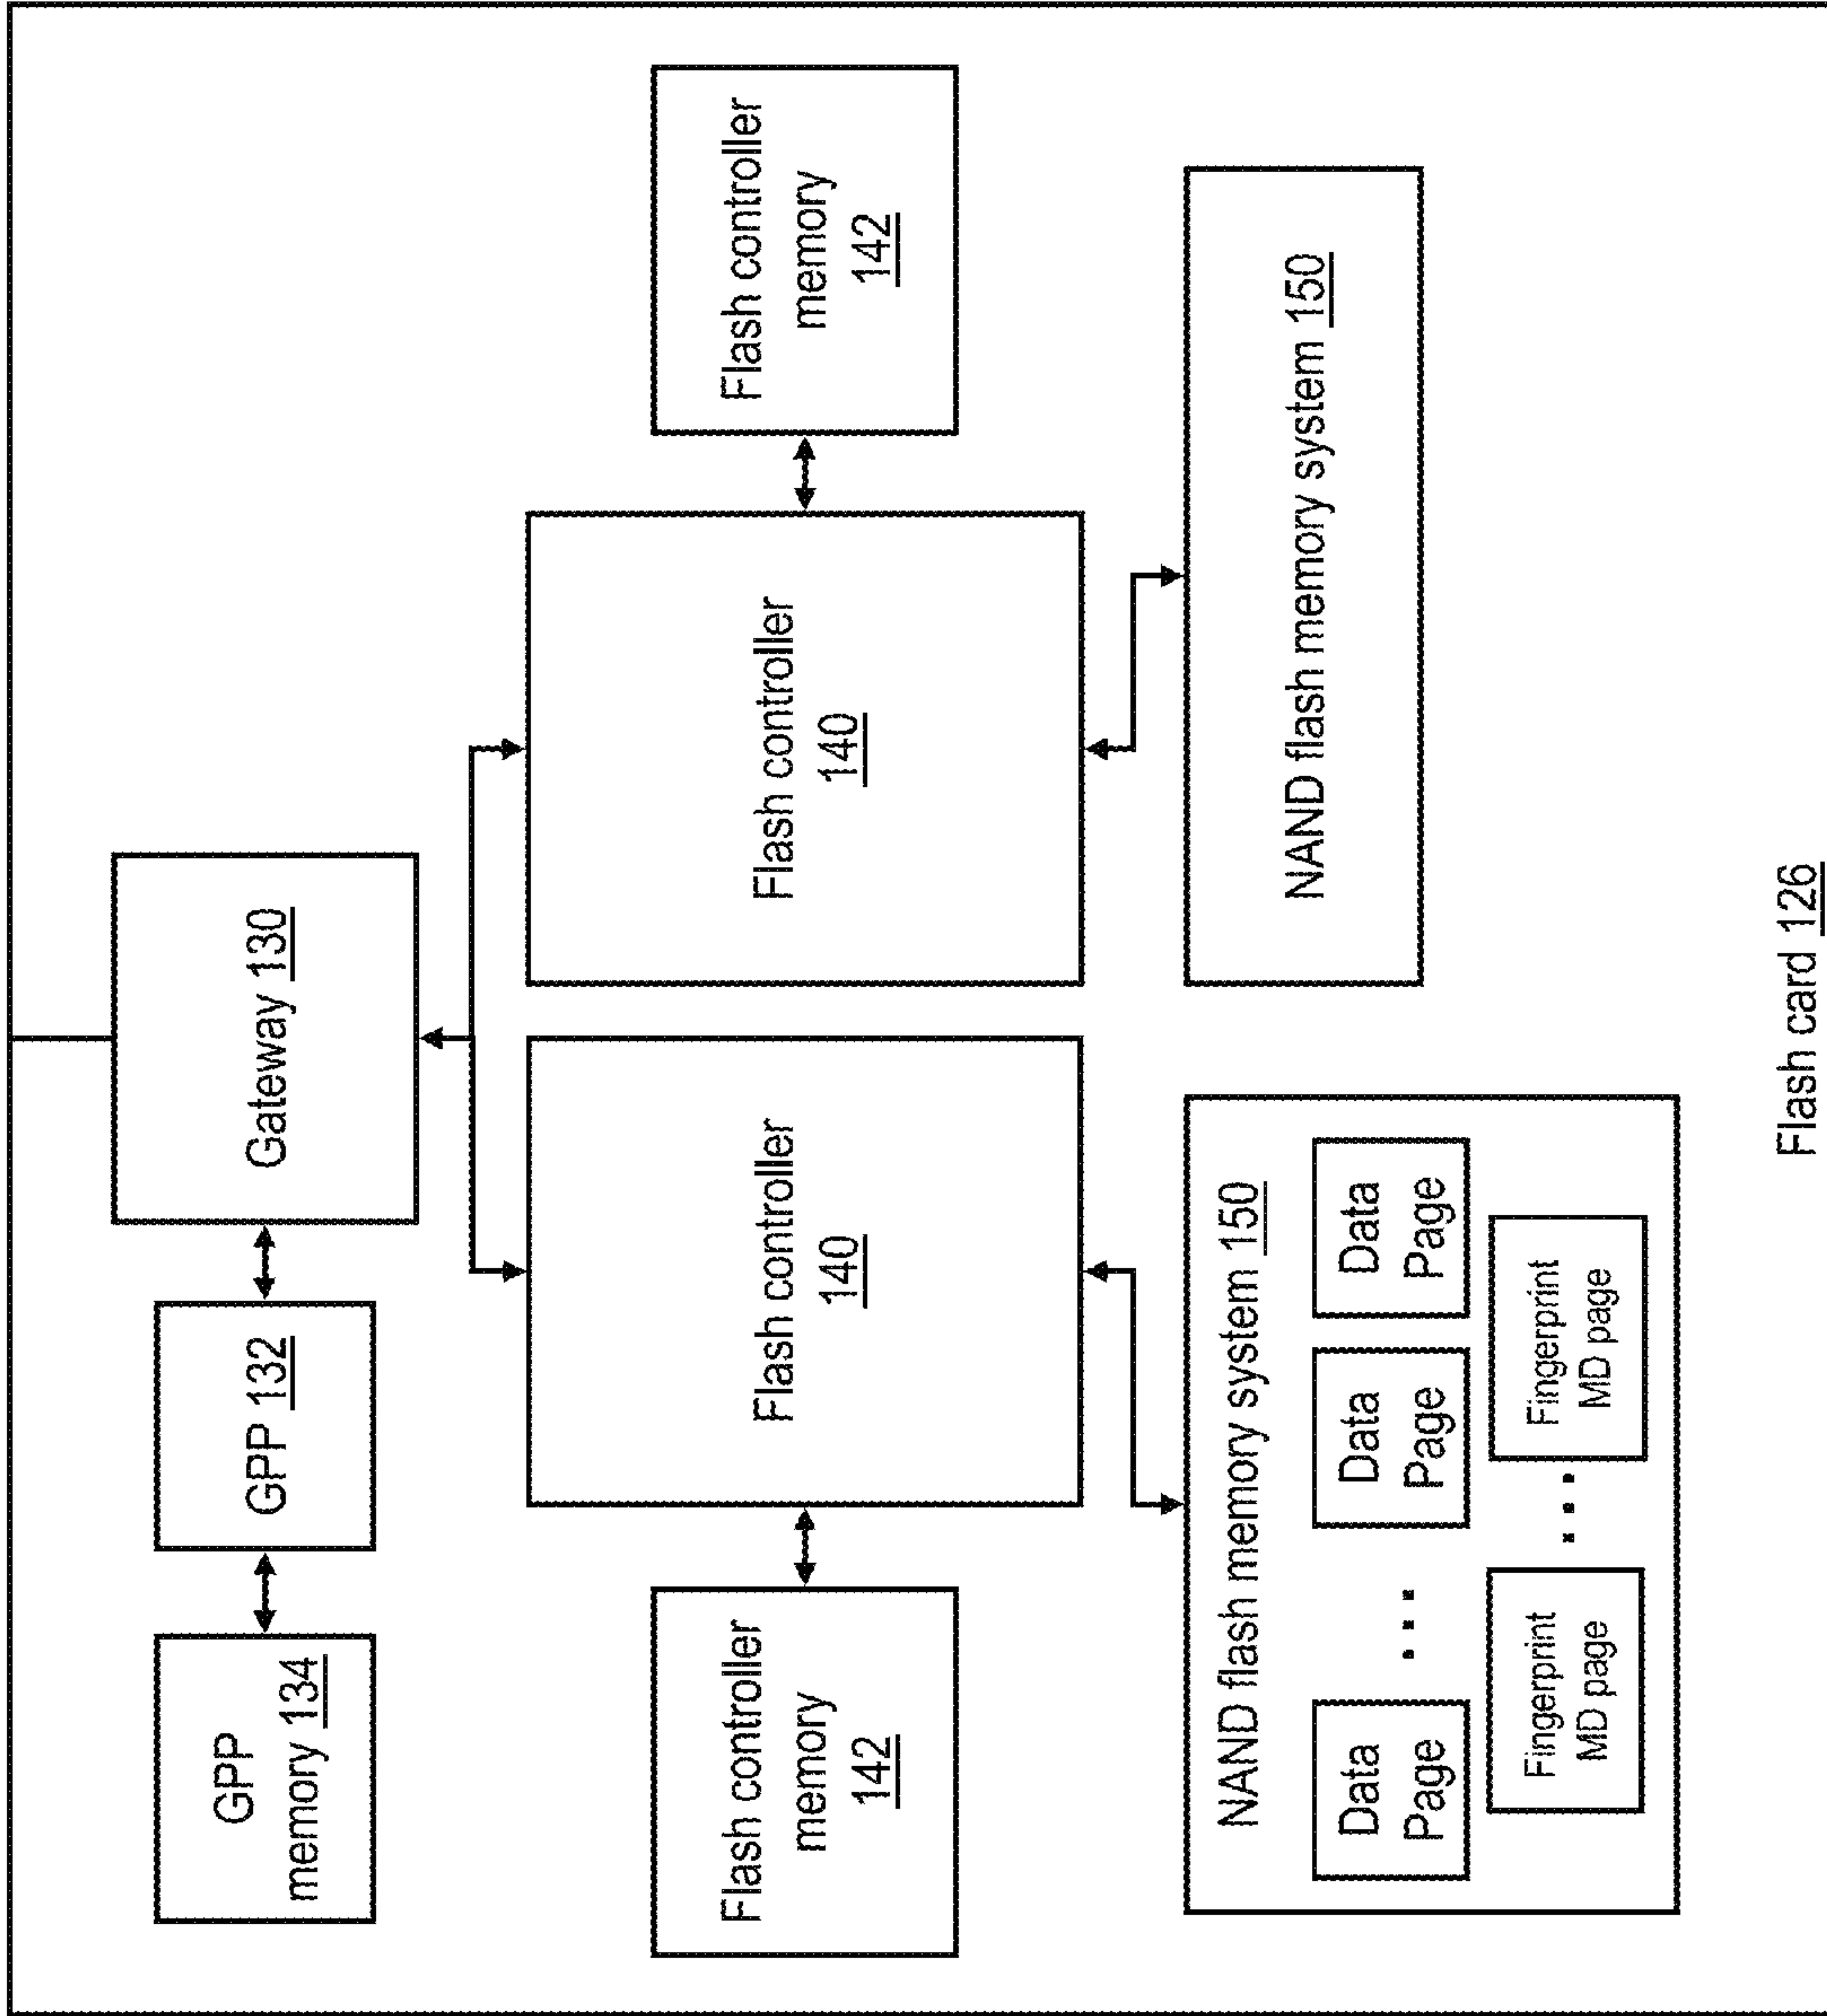 Gateway 130
GPP 132
GPP
memory 134
Flash controller
memory
142
Flash controller
140
Flash controller
140
Flash controller
memory
142
NAND flash memory system 150
Data
Page
...
Data
Page
Data
Page
Fingerprint
MD page
...
Fingerprint
MD page
NAND flash memory system 150
Flash card 126